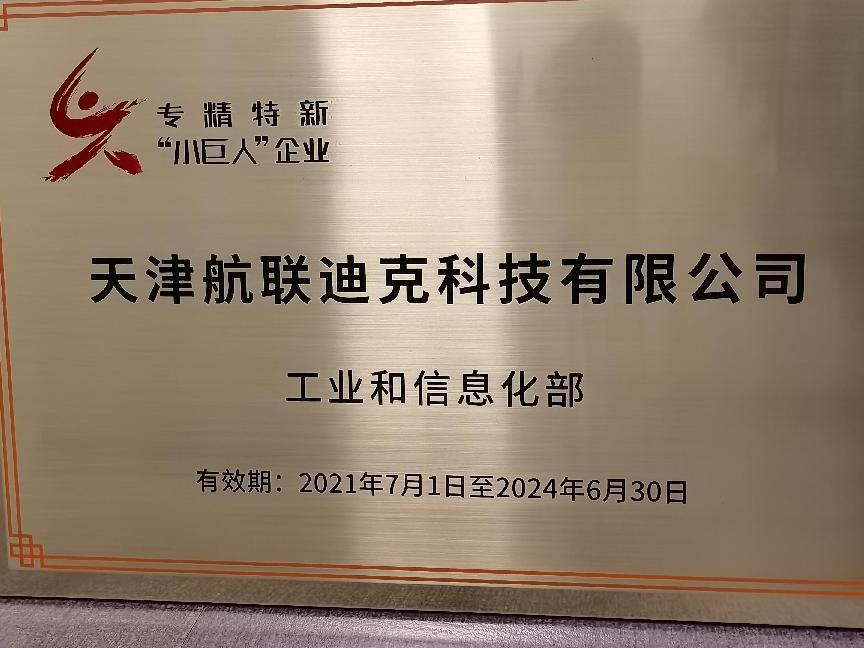 专精特新
“小巨人”企业
天津航联迪克科技有限公司
工业和信息化部
有效期：2021年7月1日至2024年6月30日